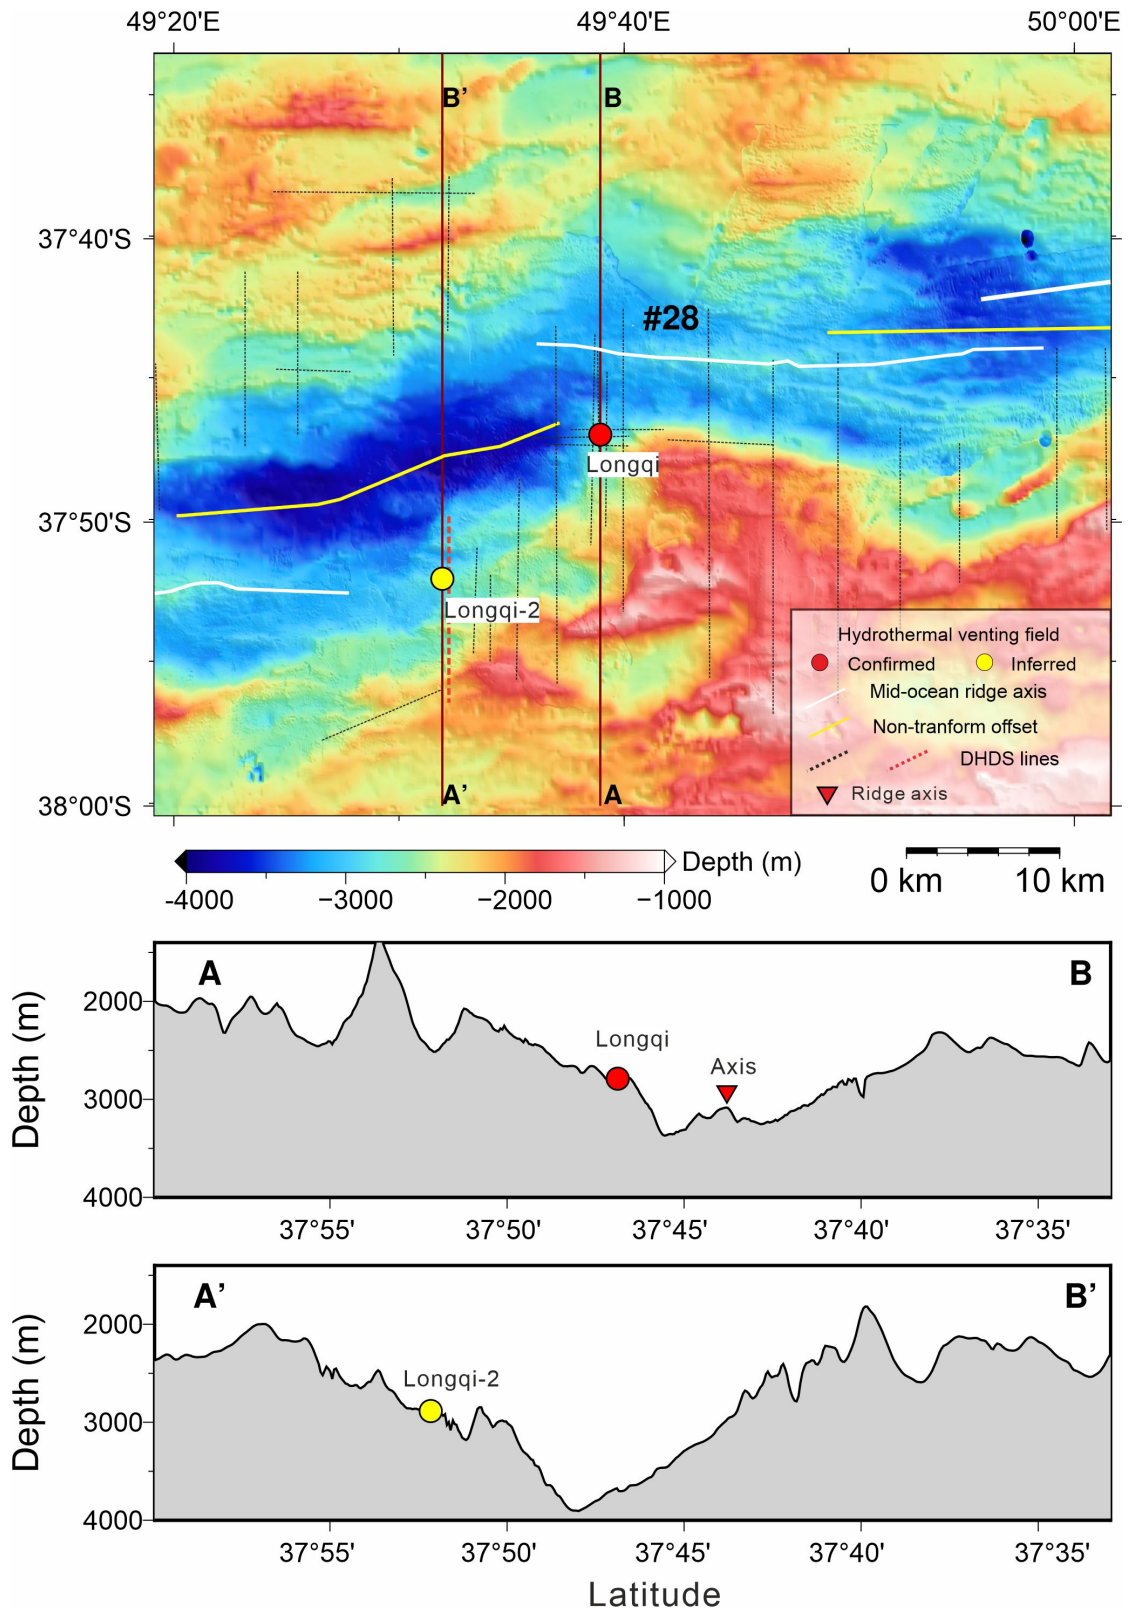 49°20'E 49°40'E 50°00'E
B’ B
37°40'S
#28
Longqi
37°50'S
Longqi-2
Hydrothermal venting field
Confirmed Inferred
Mid-ocean ridge axis
Non-tranform offset
DHDS lines
Ridge axis
A’ A
38°00'S
Depth (m)
-4000 −3000 −2000 −1000
0 km 10 km
A B
2000
Longqi
Axis
3000
Depth (m)
4000
37°55' 37°50' 37°45' 37°40' 37°35'
A’ B’
2000
Longqi-2
3000
Depth (m)
4000
37°55' 37°50' 37°45' 37°40' 37°35'
Latitude